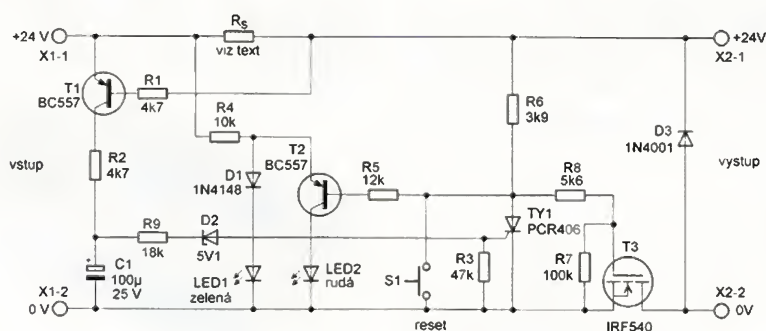 +24 V
X1-1
RS
viz text
+24V
X2-1
T1
BC557
R1
4k7
R4
10k
T2
BC557
R6
3k9
D3
1N4001
vstup
R2
4k7
D1
1N4148
R5
12k
R8
5k6
vystup
R9
18k
D2
5V1
TY1
PCR406
+
C1
100µ
25 V
LED1
zelená
LED2
rudá
S1
R3
47k
R7
100k
T3
X1-2
0 V
reset
IRF540
X2-2
0V